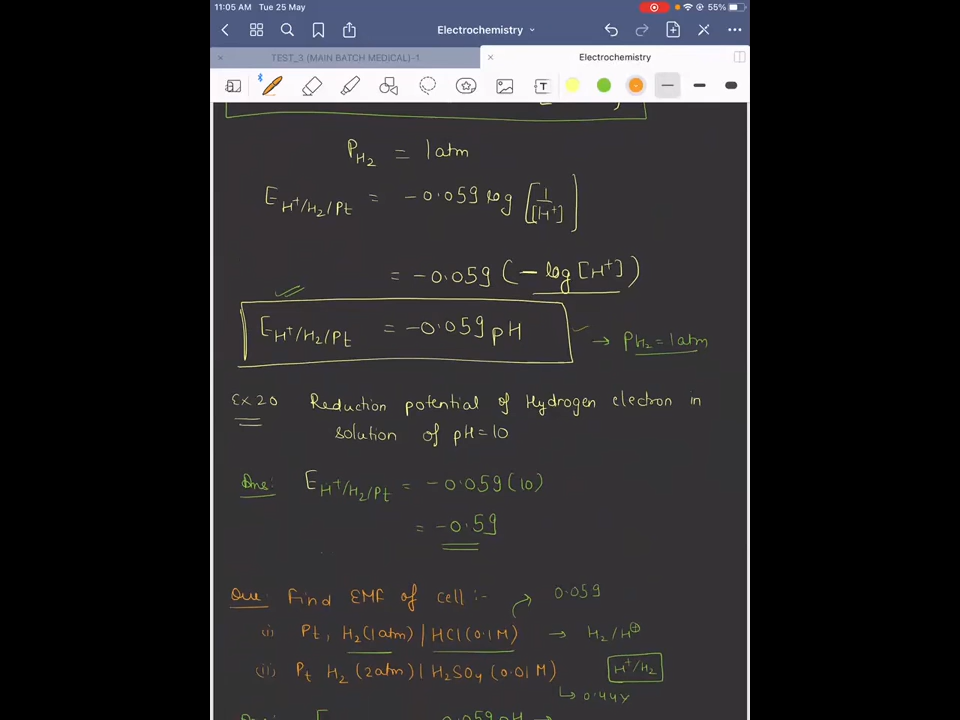 11:05 AM Tue 25 May
55%
Electrochemistry
TEST_3 (MAIN BATCH MEDICAL)-1
Electrochemistry
T
P_H₂ = 1atm
E_H⁺/H₂/Pt = -0.059 log [1/[H⁺]]
= -0.059 (-log [H⁺])
E_H⁺/H₂/Pt = -0.059 pH → P_H₂ = 1atm
Ex 20 Reduction potential of Hydrogen electron in
solution of pH=10
Ans: E_H⁺/H₂/Pt = -0.059(10)
= -0.59
Que: Find EMF of cell :- → 0.059
(i) Pt, H₂(1atm) | HCl(0.1M) → H₂/H⊕
(ii) Pt H₂ (2atm) | H₂SO₄ (0.01M) H⁺/H₂